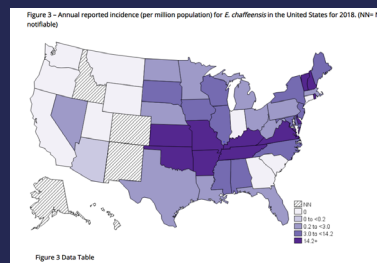 Figure 3 – Annual reported incidence (per million population) for E. chaffeensis in the United States for 2018. (NN=
notifiable)
NN
0
0 to <0.2
0.2 to <3.0
3.0 to <14.2
14.2+
Figure 3 Data Table